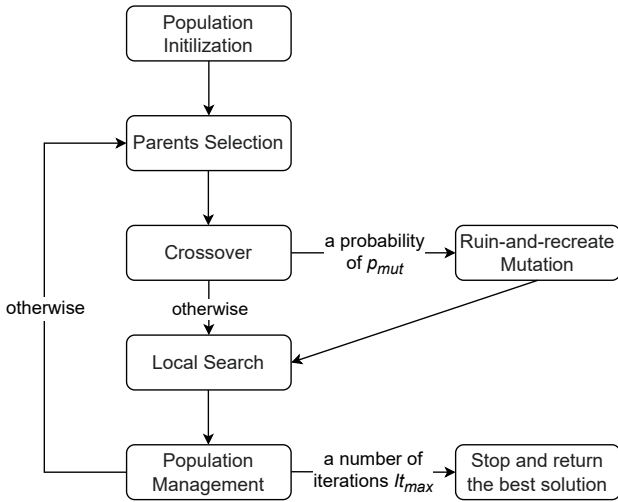 Population
Initilization
Parents Selection
Crossover
a probability
of p_mut
Ruin-and-recreate
Mutation
otherwise
otherwise
Local Search
Population
Management
a number of
iterations It_max
Stop and return
the best solution